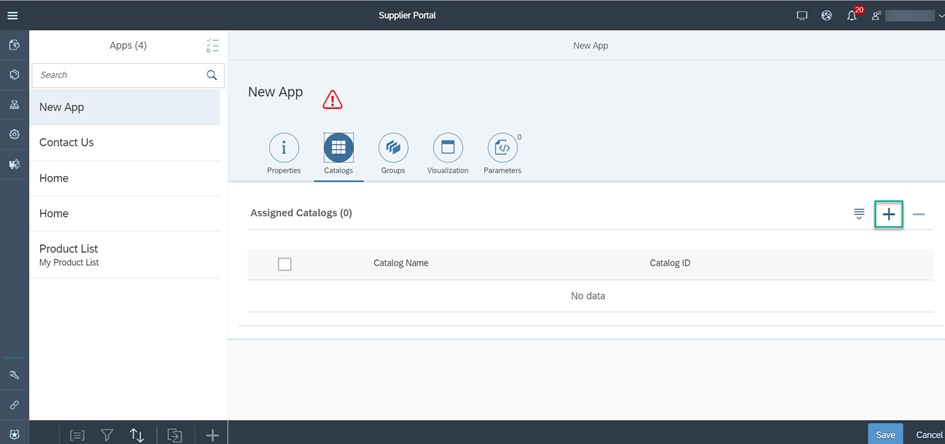 Supplier Portal
20
Apps (4)
New App
Search
New App
New App
Contact Us
Home
Home
Product List
My Product List
0
Properties
Catalogs
Groups
Visualization
Parameters
Assigned Catalogs (0)
Catalog Name
Catalog ID
No data
Save
Cancel